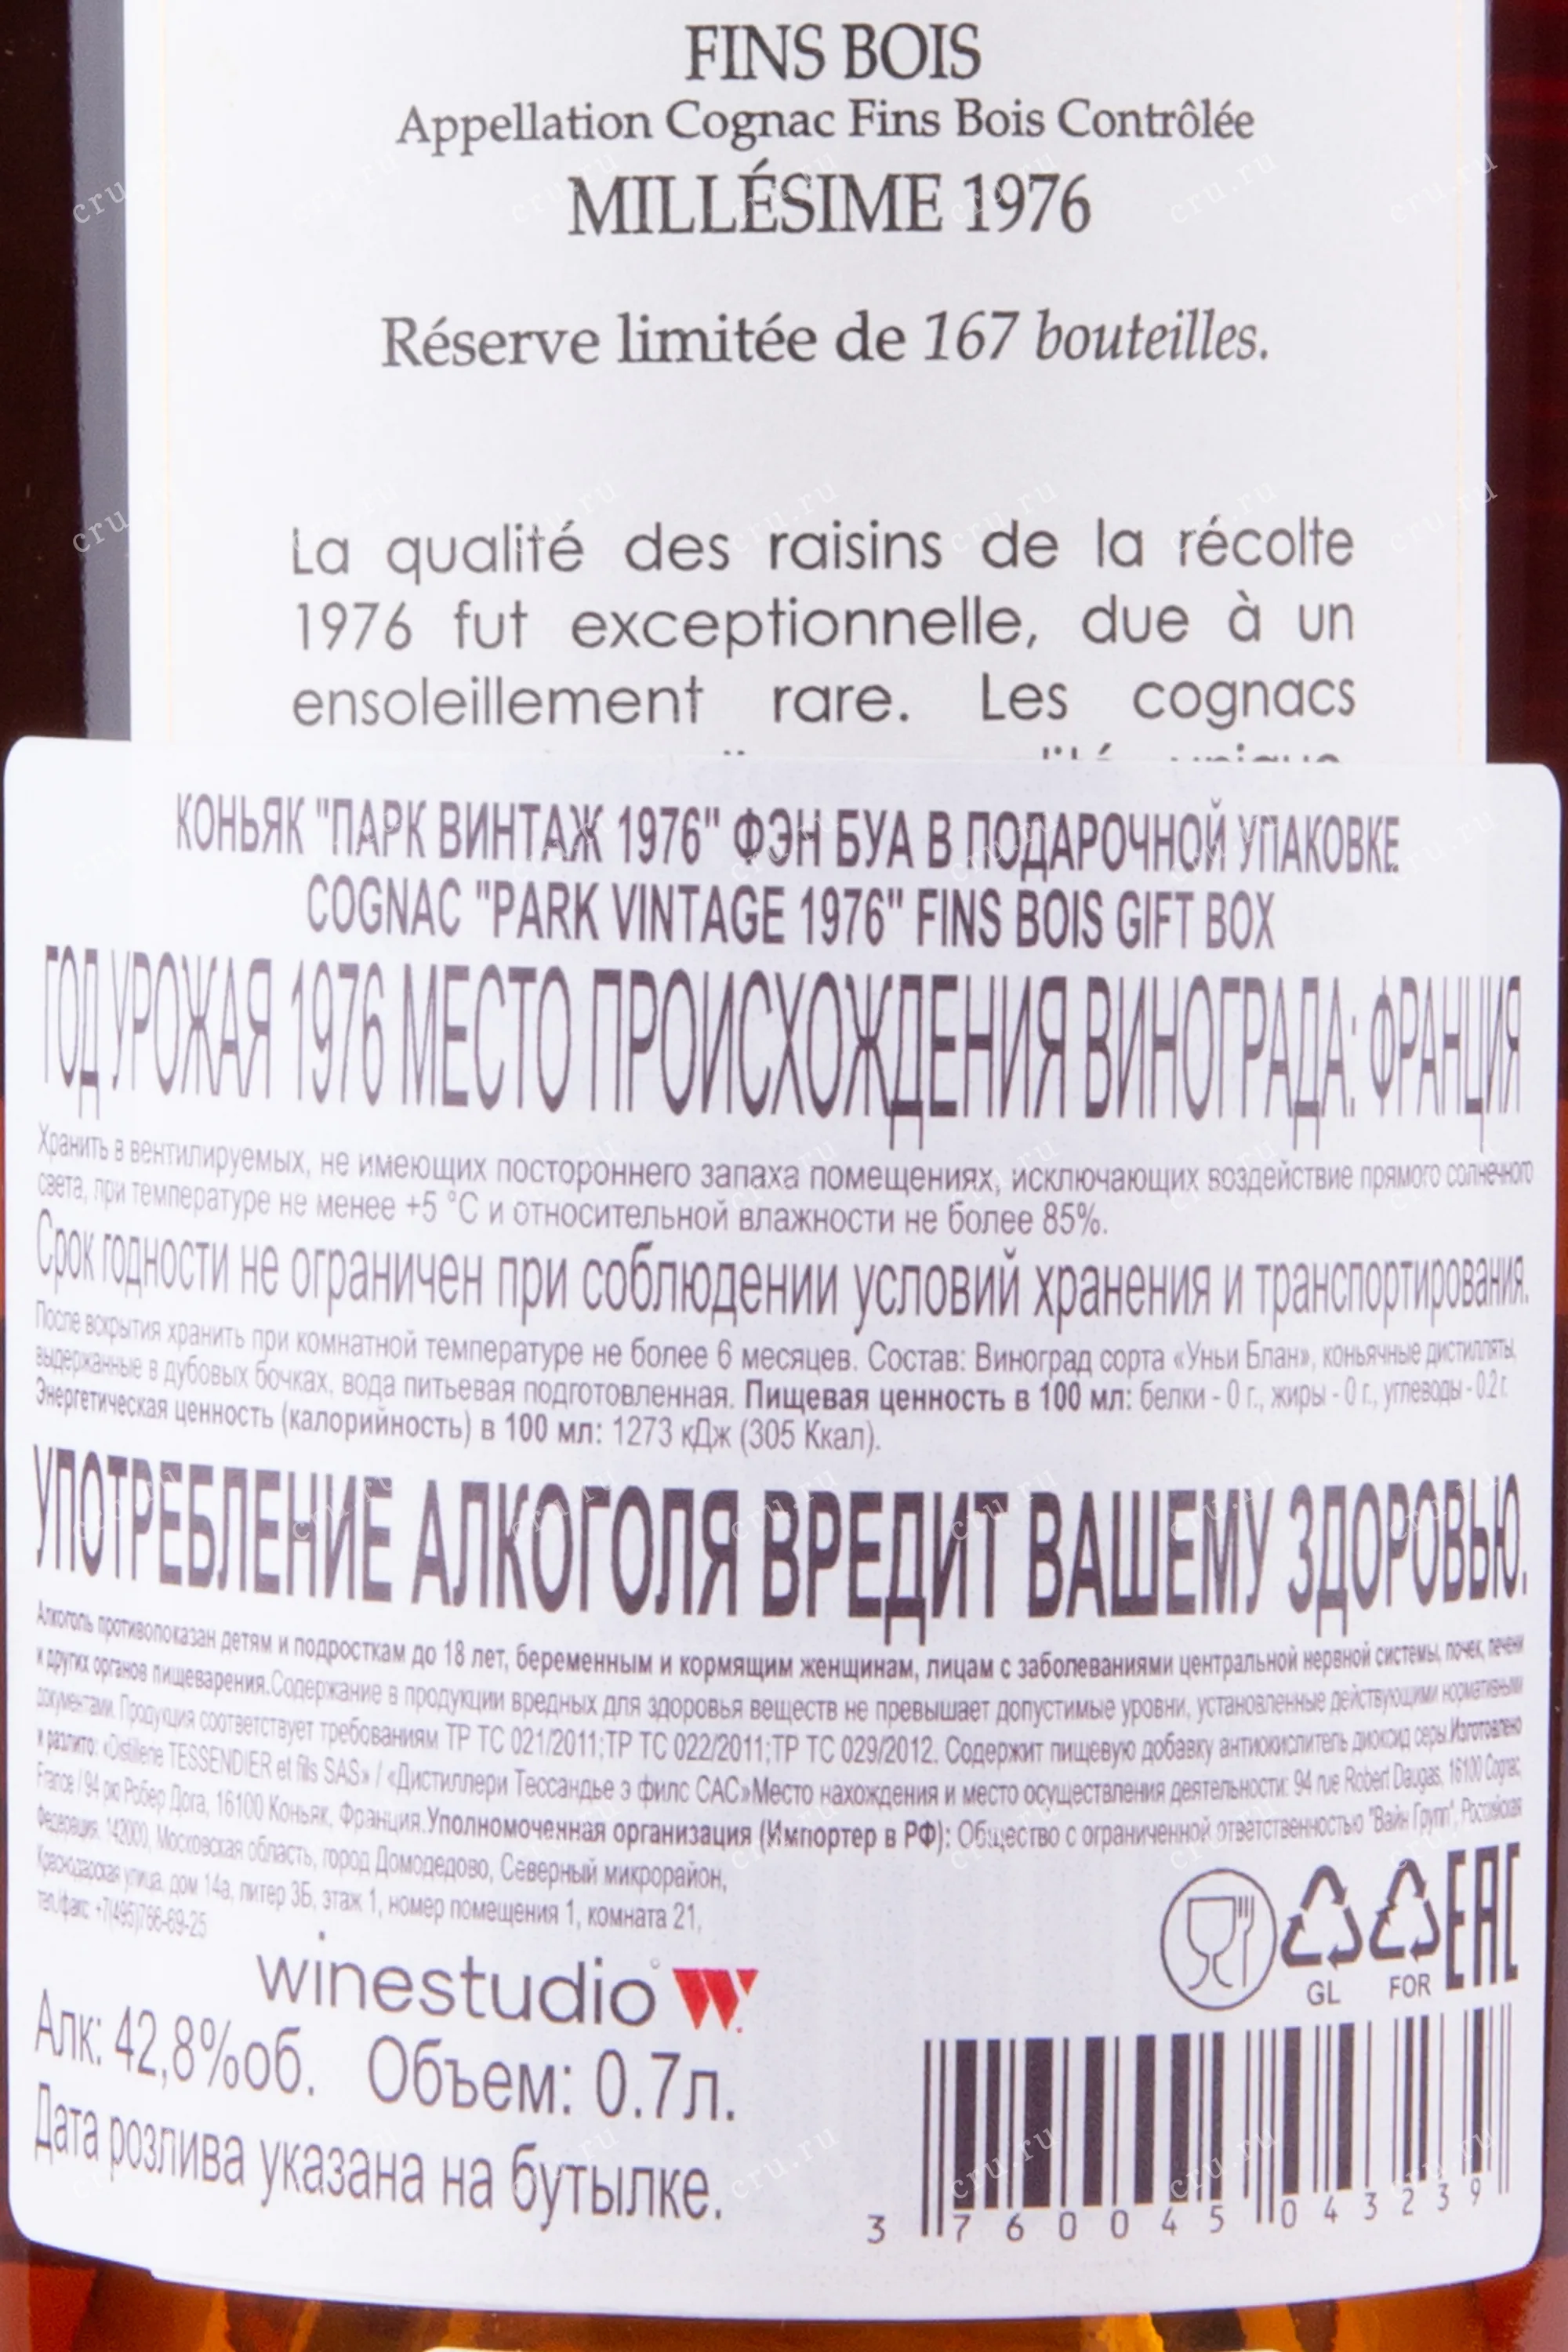 FINS BOIS
Appellation Cognac Fins Bois Contrôlée
MILLÉSIME 1976
Réserve limitée de 167 bouteilles.
La qualité des raisins de la récolte
1976 fut exceptionnelle, due à un
ensoleillement rare. Les cognacs
КОНЬЯК "ПАРК ВИНТАЖ 1976" ФЭН БУА В ПОДАРОЧНОЙ УПАКОВКЕ
COGNAC "PARK VINTAGE 1976" FINS BOIS GIFT BOX
ГОД УРОЖАЯ 1976 МЕСТО ПРОИСХОЖДЕНИЯ ВИНОГРАДА: ФРАНЦИЯ
Хранить в вентилируемых, не имеющих постороннего запаха помещениях, исключающих воздействие прямого солнечного
света, при температуре не менее +5 °С и относительной влажности не более 85%.
Срок годности не ограничен при соблюдении условий хранения и транспортирования.
После вскрытия хранить при комнатной температуре не более 6 месяцев. Состав: Виноград сорта «Уньи Блан», коньячные дистилляты,
выдержанные в дубовых бочках, вода питьевая подготовленная. Пищевая ценность в 100 мл: белки - 0 г., жиры - 0 г., углеводы - 0.2 г.
Энергетическая ценность (калорийность) в 100 мл: 1273 кДж (305 Ккал).
УПОТРЕБЛЕНИЕ АЛКОГОЛЯ ВРЕДИТ ВАШЕМУ ЗДОРОВЬЮ.
Алкоголь противопоказан детям и подросткам до 18 лет, беременным и кормящим женщинам, лицам с заболеваниями центральной нервной системы, почек, печени
и других органов пищеварения.Содержание в продукции вредных для здоровья веществ не превышает допустимые уровни, установленные действующими нормативными
документами. Продукция соответствует требованиям ТР ТС 021/2011;ТР ТС 022/2011;ТР ТС 029/2012. Содержит пищевую добавку антиокислитель диоксид серы.Изготовлено
и разлито: «Distillerie TESSENDIER et fils SAS» / «Дистиллери Тессандье э филс САС»Место нахождения и место осуществления деятельности: 94 rue Robert Daugas, 16100 Cognac,
France / 94 рю Робер Дога, 16100 Коньяк, Франция.Уполномоченная организация (Импортер в РФ): Общество с ограниченной ответственностью "Вайн Групп", Российская
Федерация, 142000, Московская область, город Домодедово, Северный микрорайон,
Краснодарская улица, дом 14а, литер 3Б, этаж 1, номер помещения 1, комната 21,
тел./факс: +7(495)766-69-25
winestudio W.
GL FOR EAC
Алк: 42,8%об. Объем: 0.7л.
Дата розлива указана на бутылке.
3 760045 043239
cru.ru